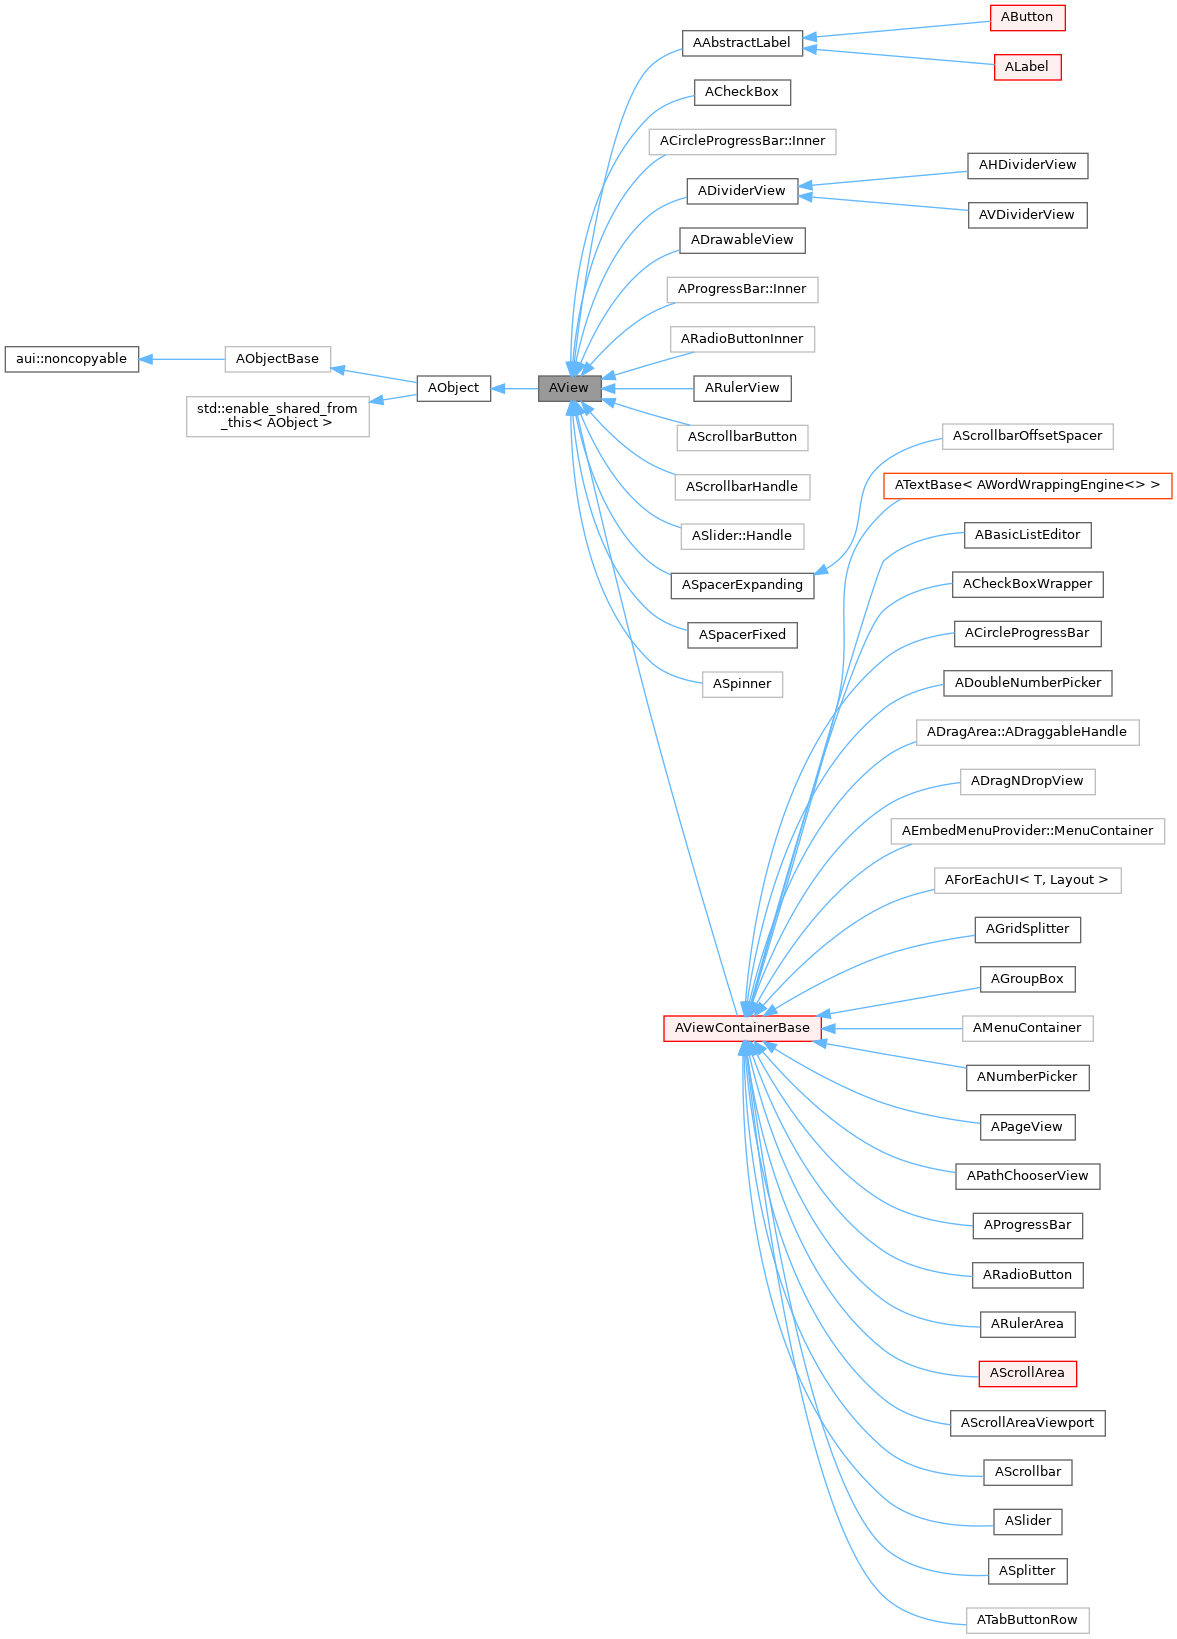 AButton
AAbstractLabel
ALabel
ACheckBox
ACircleProgressBar::Inner
AHDividerView
ADividerView
AVDividerView
ADrawableView
AProgressBar::Inner
ARadioButtonInner
aui::noncopyable
AObjectBase
AObject
AView
ARulerView
std::enable_shared_from
_this< AObject >
AScrollbarButton
AScrollbarOffsetSpacer
AScrollbarHandle
ATextBase< AWordWrappingEngine<> >
ASlider::Handle
ABasicListEditor
ASpacerExpanding
ACheckBoxWrapper
ASpacerFixed
ACircleProgressBar
ASpinner
ADoubleNumberPicker
ADragArea::ADraggableHandle
ADragNDropView
AEmbedMenuProvider::MenuContainer
AForEachUI< T, Layout >
AGridSplitter
AGroupBox
AViewContainerBase
AMenuContainer
ANumberPicker
APageView
APathChooserView
AProgressBar
ARadioButton
ARulerArea
AScrollArea
AScrollAreaViewport
AScrollbar
ASlider
ASplitter
ATabButtonRow